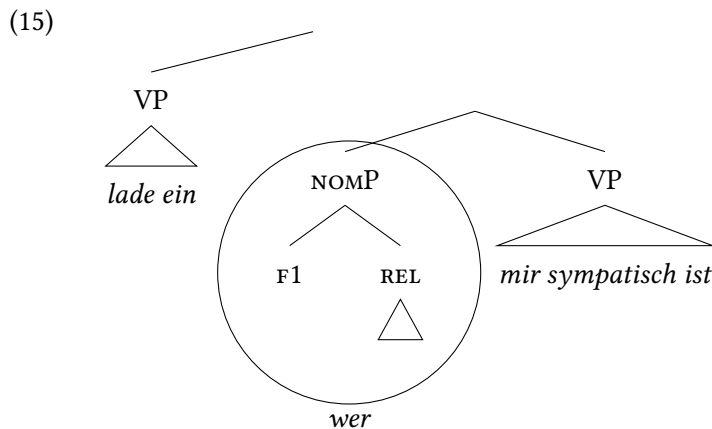 (15)
VP
lade ein
NOMP VP
F1 REL mir sympatisch ist
wer